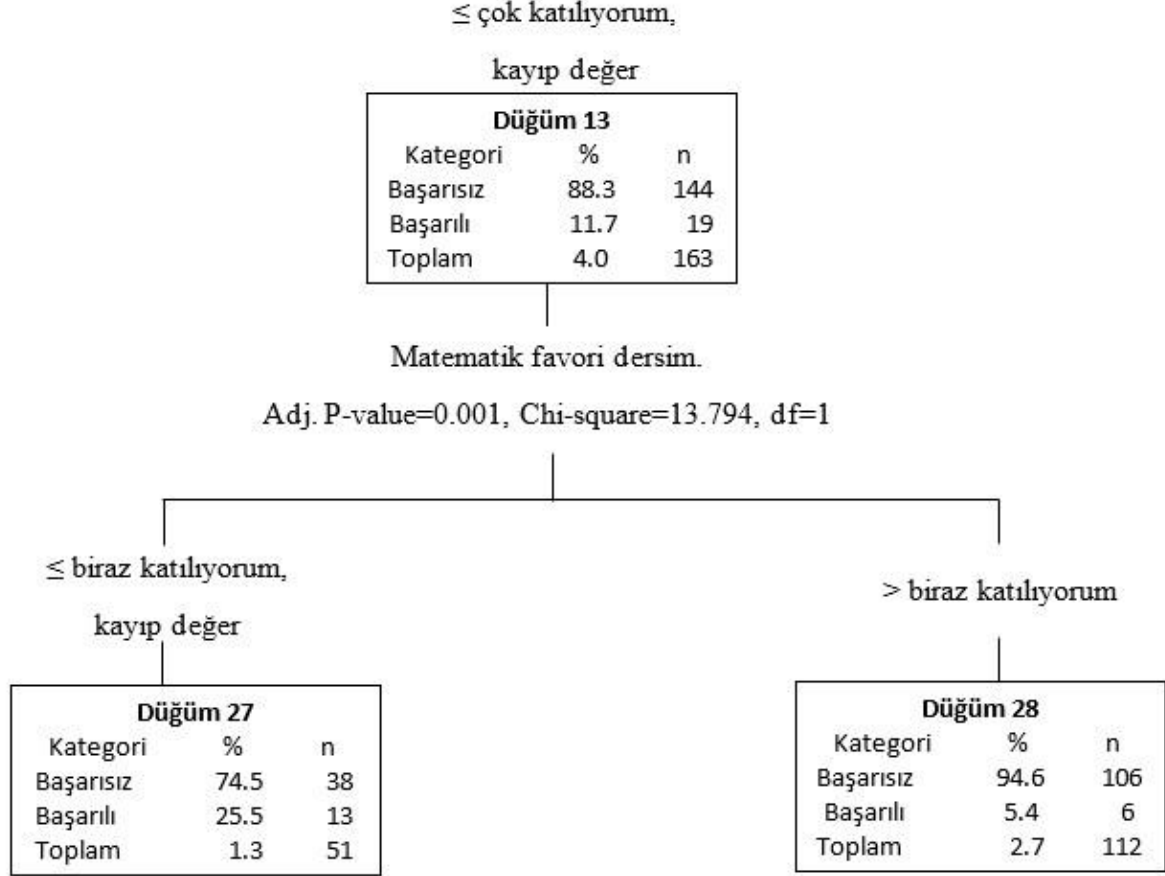 ≤ çok katılıyorum,
kayıp değer
Düğüm 13
Kategori % n
Başarısız 88.3 144
Başarılı 11.7 19
Toplam 4.0 163
Matematik favori dersim.
Adj. P-value=0.001, Chi-square=13.794, df=1
≤ biraz katılıyorum,
kayıp değer
> biraz katılıyorum
Düğüm 27
Kategori % n
Başarısız 74.5 38
Başarılı 25.5 13
Toplam 1.3 51
Düğüm 28
Kategori % n
Başarısız 94.6 106
Başarılı 5.4 6
Toplam 2.7 112